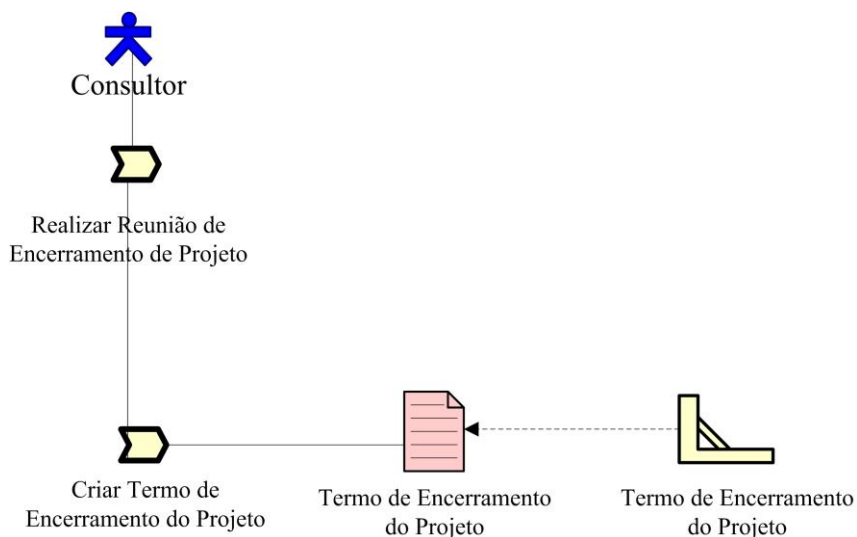 Consultor
Realizar Reunião de
Encerramento de Projeto
Criar Termo de
Encerramento do Projeto
Termo de Encerramento
do Projeto
Termo de Encerramento
do Projeto